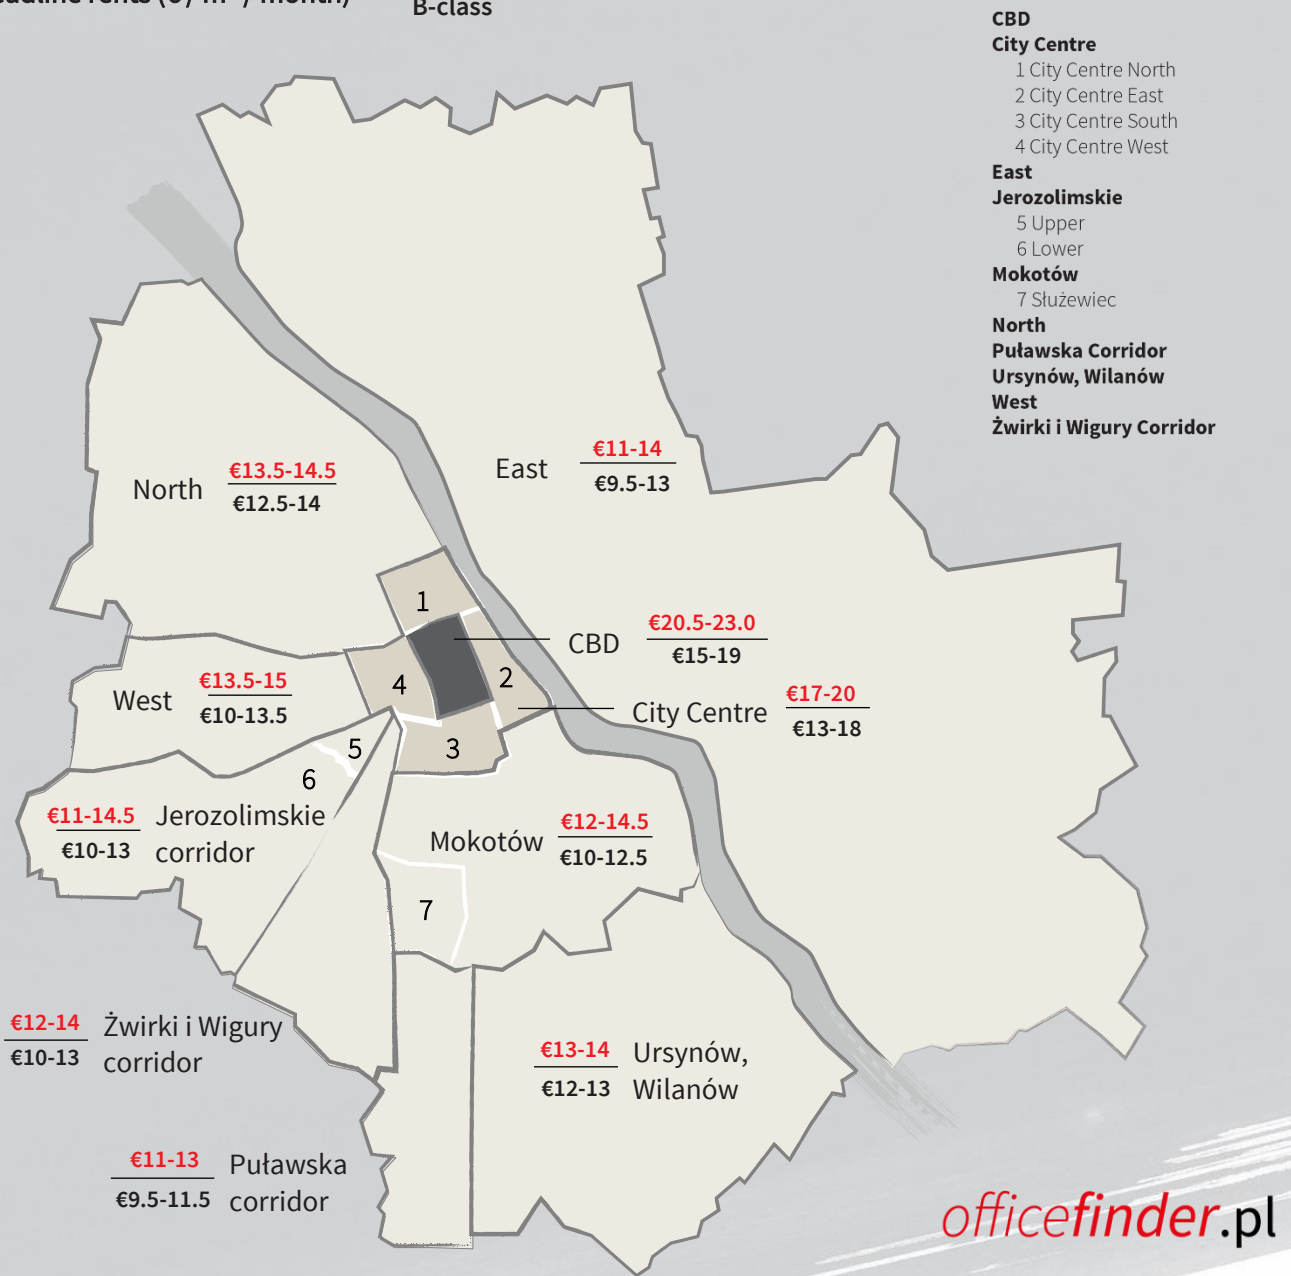 B-class
CBD
City Centre
1 City Centre North
2 City Centre East
3 City Centre South
4 City Centre West
East
Jerozolimskie
5 Upper
6 Lower
Mokotów
7 Służewiec
North
Puławska Corridor
Ursynów, Wilanów
West
Żwirki i Wigury Corridor
North
€13.5-14.5
€12.5-14
East
€11-14
€9.5-13
1
CBD
€20.5-23.0
€15-19
West
€13.5-15
€10-13.5
4
2
City Centre
€17-20
€13-18
5
3
6
€11-14.5
€10-13
Jerozolimskie
corridor
Mokotów
€12-14.5
€10-12.5
7
€12-14
€10-13
Żwirki i Wigury
corridor
€13-14
€12-13
Ursynów,
Wilanów
€11-13
€9.5-11.5
Puławska
corridor
officefinder.pl